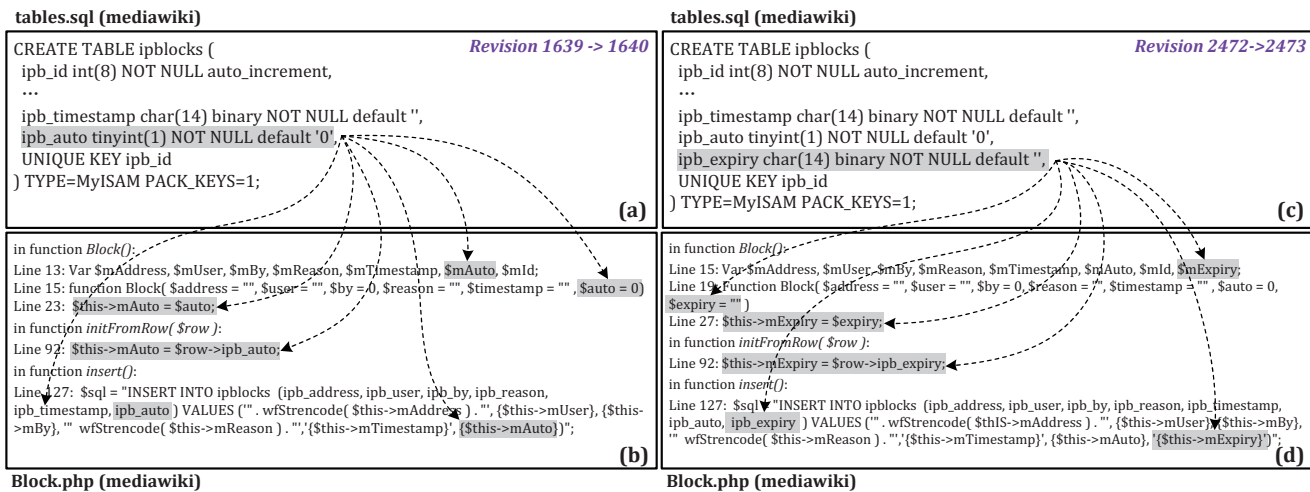 tables.sql (mediawiki)
CREATE TABLE ipblocks (
Revision 1639 -> 1640
ipb_id int(8) NOT NULL auto_increment,
…
ipb_timestamp char(14) binary NOT NULL default '',
ipb_auto tinyint(1) NOT NULL default '0',
UNIQUE KEY ipb_id
) TYPE=MyISAM PACK_KEYS=1;
(a)
in function Block():
Line 13: Var $mAddress, $mUser, $mBy, $mReason, $mTimestamp, $mAuto, $mId;
Line 15: function Block( $address = "", $user = "", $by = 0, $reason = "", $timestamp = "" , $auto = 0)
Line 23: $this->mAuto = $auto;
in function initFromRow( $row ):
Line 92: $this->mAuto = $row->ipb_auto;
in function insert():
Line 127: $sql = "INSERT INTO ipblocks (ipb_address, ipb_user, ipb_by, ipb_reason,
ipb_timestamp, ipb_auto ) VALUES ('" . wfStrencode( $this->mAddress ) . "', {$this->mUser}, {$this-
>mBy}, '" wfStrencode( $this->mReason ) . "','{$this->mTimestamp}', {$this->mAuto})";
(b)
Block.php (mediawiki)
tables.sql (mediawiki)
CREATE TABLE ipblocks (
Revision 2472->2473
ipb_id int(8) NOT NULL auto_increment,
…
ipb_timestamp char(14) binary NOT NULL default '',
ipb_auto tinyint(1) NOT NULL default '0',
ipb_expiry char(14) binary NOT NULL default '',
UNIQUE KEY ipb_id
) TYPE=MyISAM PACK_KEYS=1;
(c)
in function Block():
Line 15: Var $mAddress, $mUser, $mBy, $mReason, $mTimestamp, $mAuto, $mId, $mExpiry;
Line 19: Function Block( $address = "", $user = "", $by = 0, $reason = "", $timestamp = "" , $auto = 0,
$expiry = "" )
Line 27: $this->mExpiry = $expiry;
in function initFromRow( $row ):
Line 92: $this->mExpiry = $row->ipb_expiry;
in function insert():
Line 127: $sql = "INSERT INTO ipblocks (ipb_address, ipb_user, ipb_by, ipb_reason, ipb_timestamp,
ipb_auto, ipb_expiry ) VALUES ('" . wfStrencode( $thIS->mAddress ) . "', {$this->mUser}, {$this->mBy},
'" wfStrencode( $this->mReason ) . "','{$this->mTimestamp}', {$this->mAuto}, '{$this->mExpiry}')";
(d)
Block.php (mediawiki)